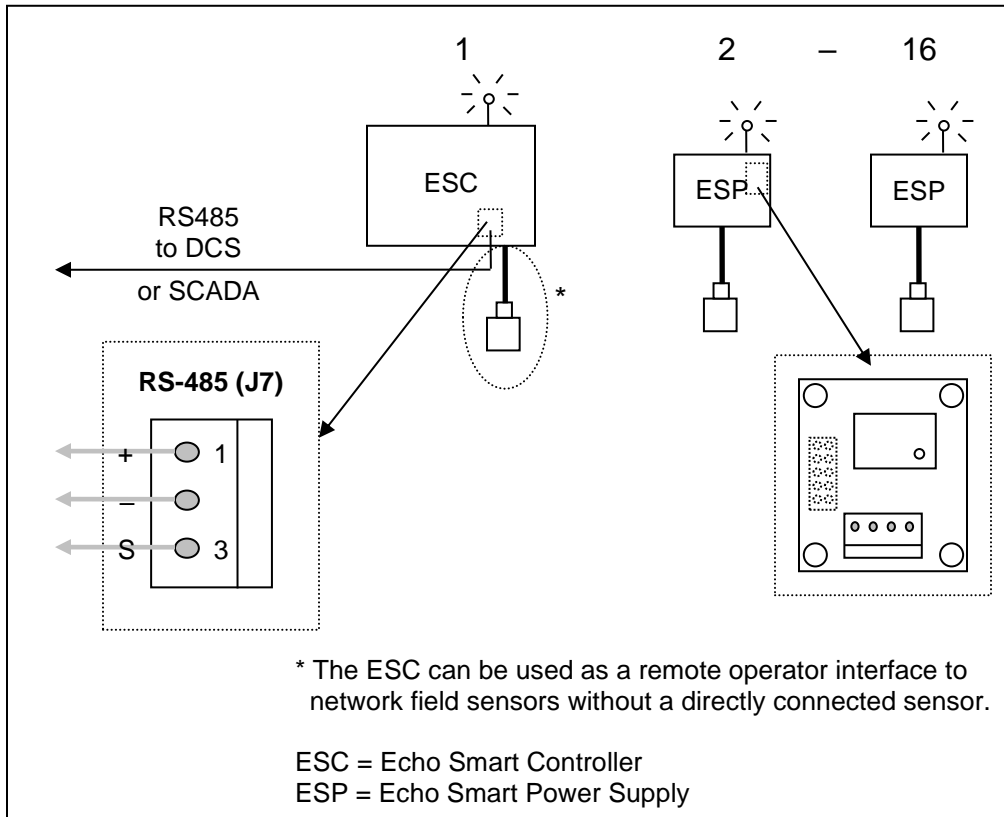 1
2 – 16
ESC
ESP
ESP
RS485
to DCS
or SCADA
*
RS-485 (J7)
+ 1
–
S 3
* The ESC can be used as a remote operator interface to
network field sensors without a directly connected sensor.
ESC = Echo Smart Controller
ESP = Echo Smart Power Supply